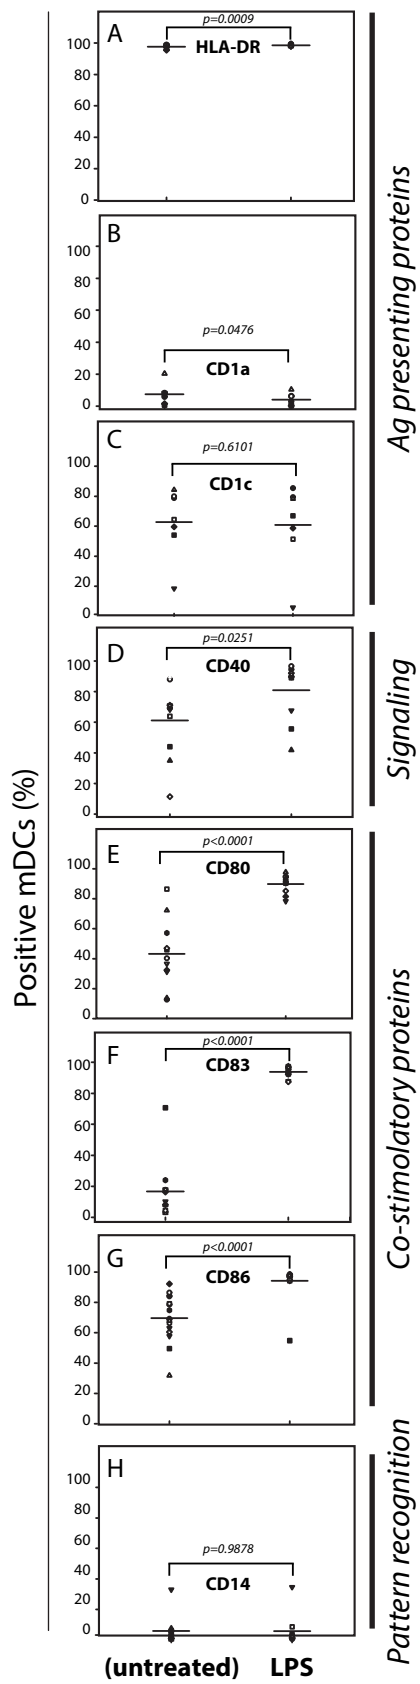 A
p=0.0009
HLA-DR
100
80
60
40
20
0
B
100
80
60
40
20
0
p=0.0476
CD1a
C
p=0.6101
CD1c
100
80
60
40
20
0
Ag presenting proteins
D
p=0.0251
CD40
100
80
60
40
20
0
Signaling
Positive mDCs (%)
E
p<0.0001
CD80
100
80
60
40
20
0
F
p<0.0001
CD83
100
80
60
40
20
0
G
p<0.0001
CD86
100
80
60
40
20
0
Co-stimolatory proteins
H
100
80
60
40
20
0
p=0.9878
CD14
Pattern recognition
(untreated) LPS